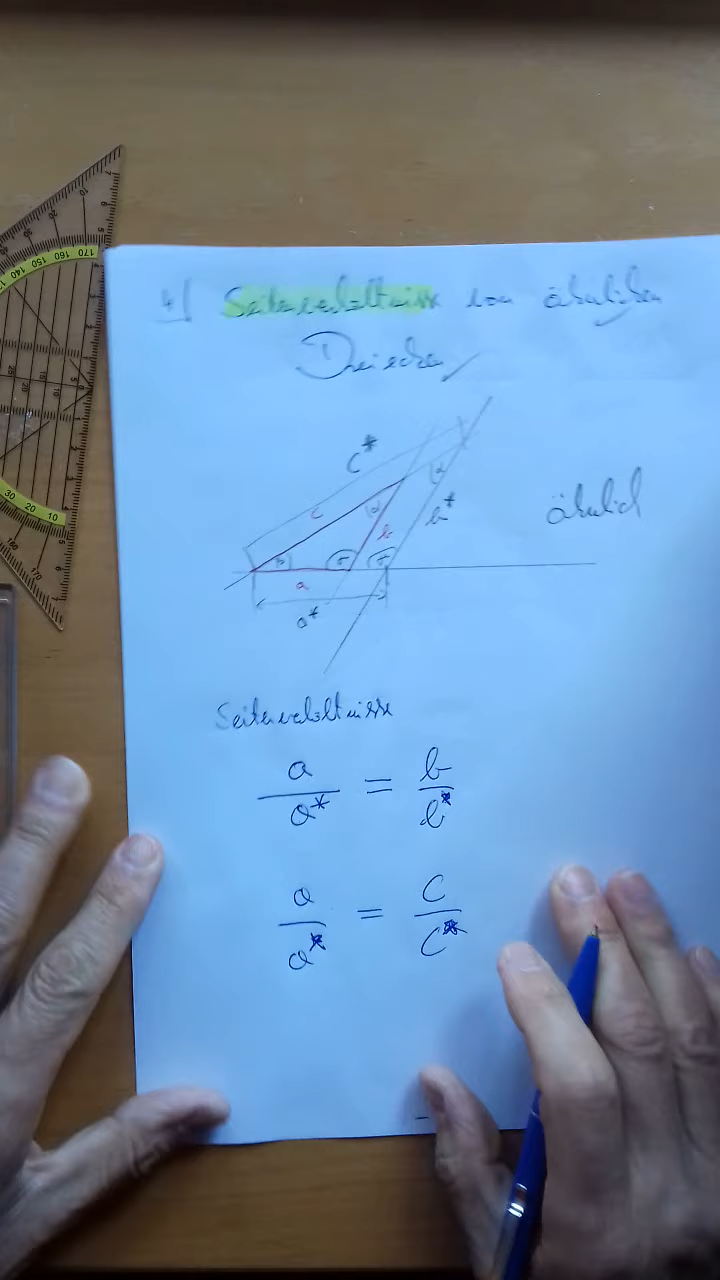 4) Seitenverhältnisse von ähnlichen
Dreiecken
c*
c
α
α
b
b*
ähnlich
β
γ
γ
a
a*
Seitenverhältnisse
a/a* = b/b*
a/a* = c/c*